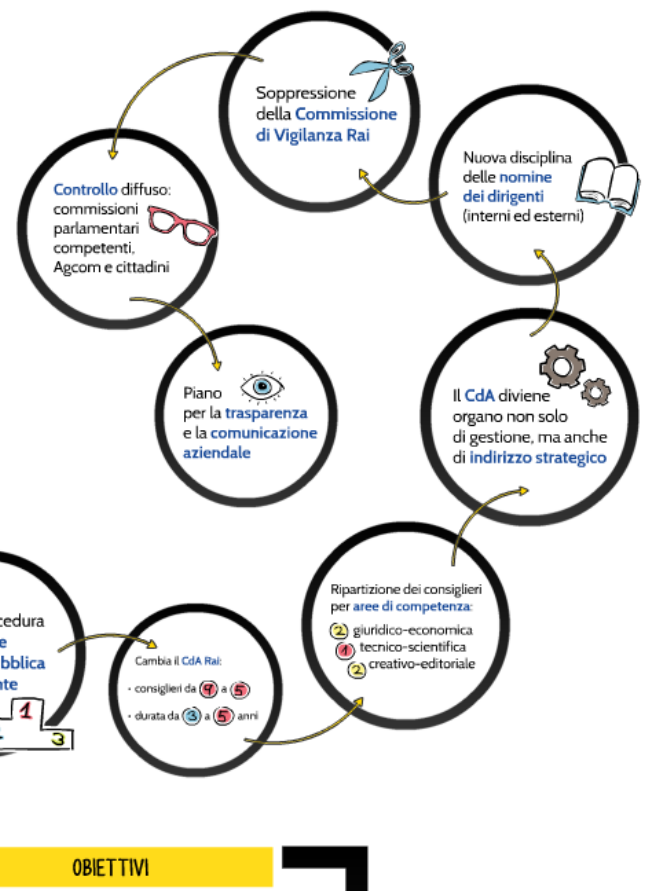 Soppressione
della Commissione
di Vigilanza Rai
Nuova disciplina
delle nomine
dei dirigenti
(interni ed esterni)
Controllo diffuso:
commissioni
parlamentari
competenti,
Agcom e cittadini
Piano
per la trasparenza
e la comunicazione
aziendale
Il CdA diviene
organo non solo
di gestione, ma anche
di indirizzo strategico
Ripartizione dei consiglieri
per aree di competenza:
2 giuridico-economica
1 tecnico-scientifica
2 creativo-editoriale
cedura
e
bblica
nte
1
3
Cambia il CdA Rai:
· consiglieri da 9 a 5
· durata da 3 a 5 anni
OBIETTIVI